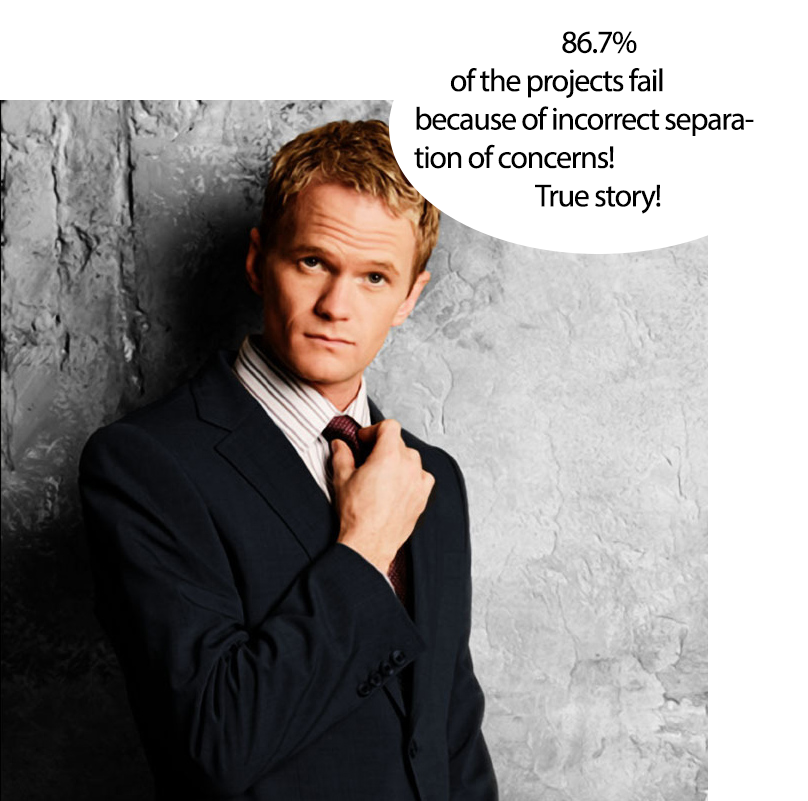 86.7%
of the projects fail
because of incorrect separa-
tion of concerns!
True story!